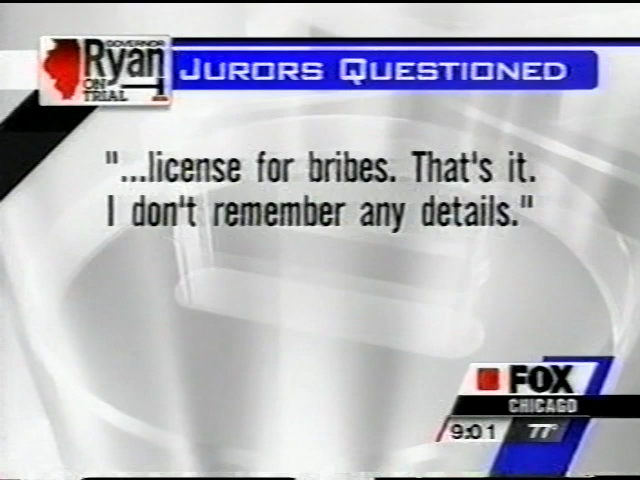 GOVERNOR
Ryan
ON
TRIAL
JURORS QUESTIONED
"...license for bribes. That's it.
I don't remember any details."
FOX
CHICAGO
9:01 77°